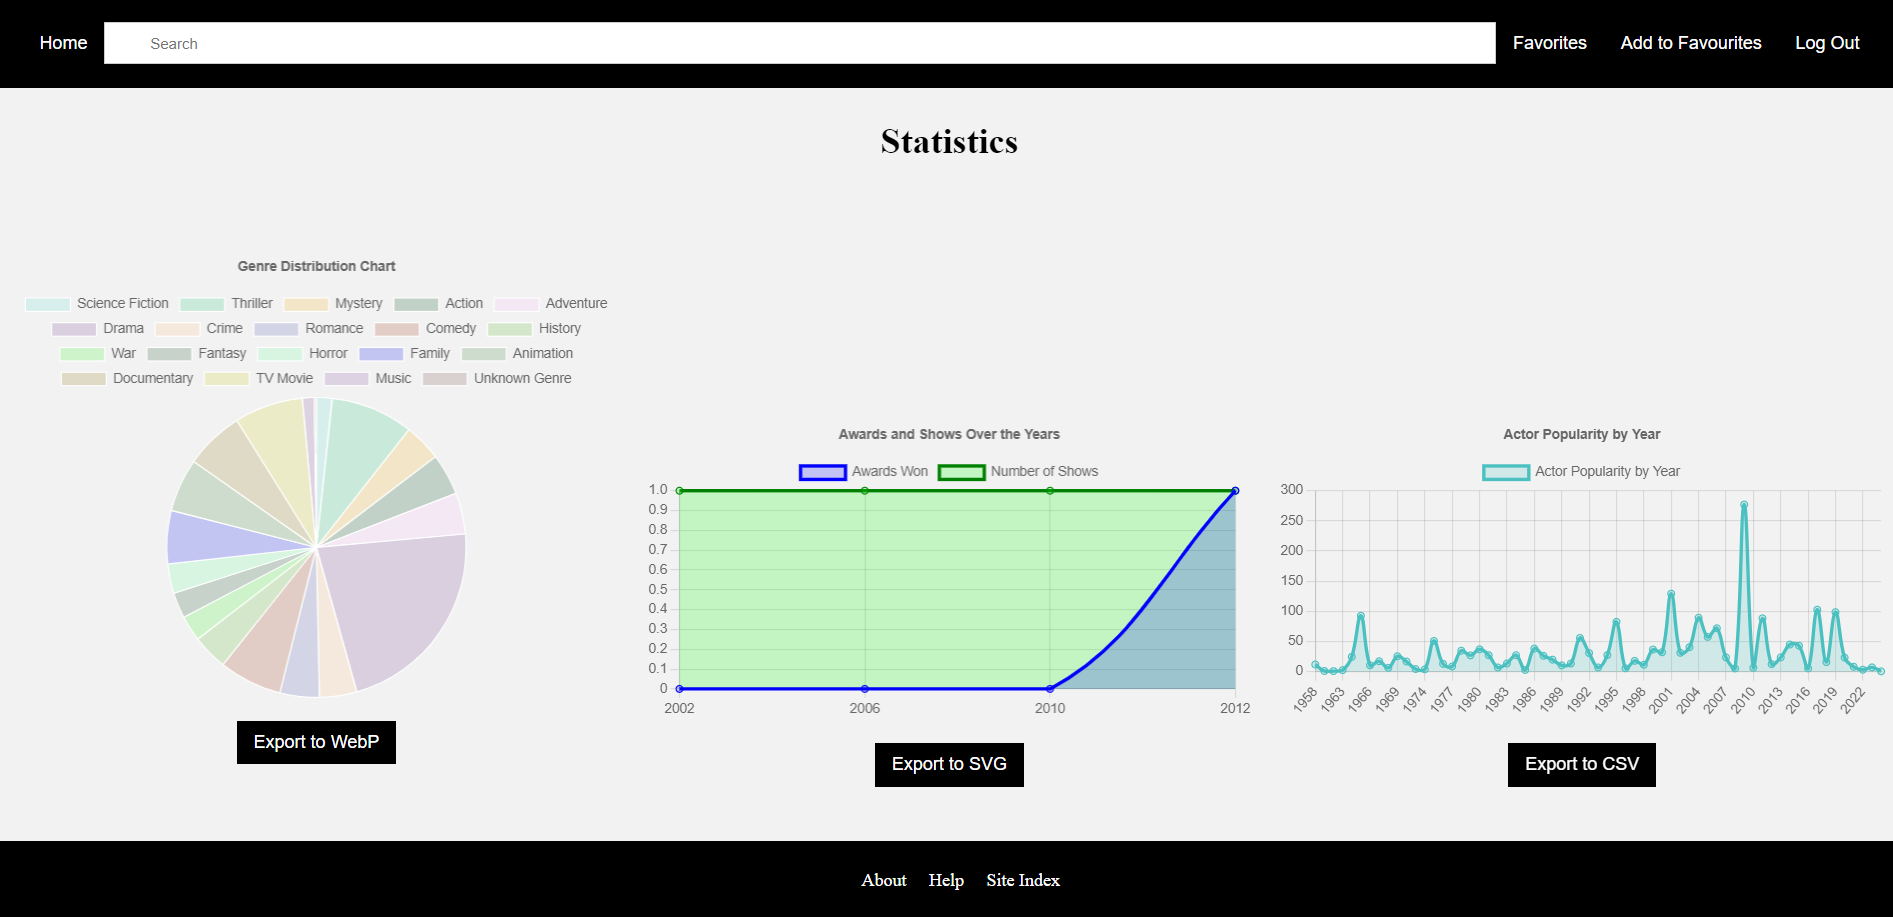 Home Search Favorites Add to Favourites Log Out
Statistics
Genre Distribution Chart
Science Fiction Thriller Mystery Action Adventure
Drama Crime Romance Comedy History
War Fantasy Horror Family Animation
Documentary TV Movie Music Unknown Genre
Export to WebP
Awards and Shows Over the Years
Awards Won Number of Shows
1.0
0.9
0.8
0.7
0.6
0.5
0.4
0.3
0.2
0.1
0
2002 2006 2010 2012
Export to SVG
Actor Popularity by Year
Actor Popularity by Year
300
250
200
150
100
50
0
1958 1963 1966 1969 1974 1977 1980 1983 1986 1989 1992 1995 1998 2001 2004 2007 2010 2013 2016 2019 2022
Export to CSV
About Help Site Index